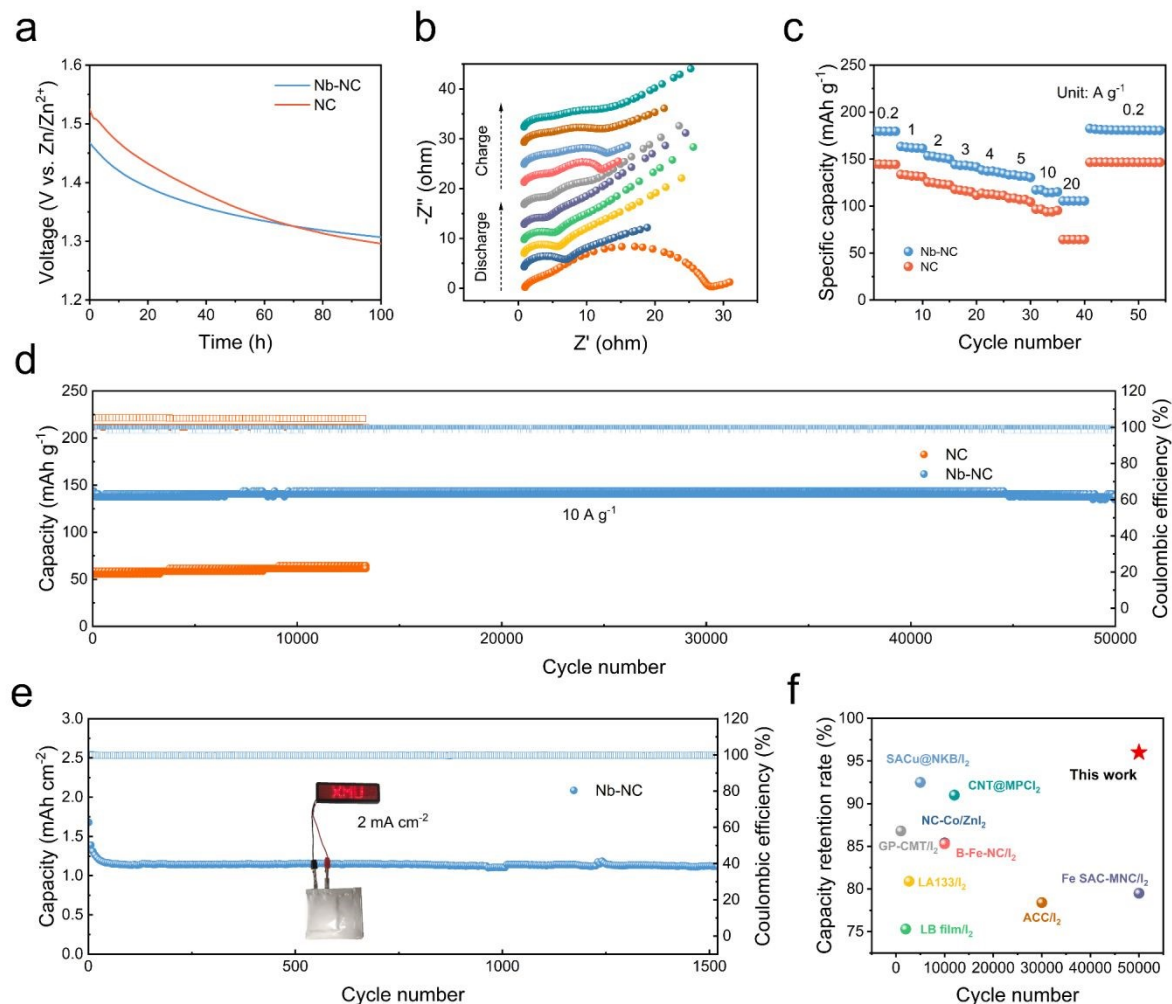 a
1.6
1.5
1.4
1.3
1.2
Voltage (V vs. Zn/Zn²⁺)
Nb-NC
NC
0 20 40 60 80 100
Time (h)
b
40
30
20
10
0
-Z'' (ohm)
Charge
Discharge
0 10 20 30
Z' (ohm)
c
250
200
150
100
50
0
Specific capacity (mAh g⁻¹)
Unit: A g⁻¹
0.2 1 2 3 4 5 10 20 0.2
Nb-NC
NC
0 10 20 30 40 50
Cycle number
d
250
200
150
100
50
0
Capacity (mAh g⁻¹)
NC
Nb-NC
10 A g⁻¹
120
100
80
60
40
20
0
Coulombic efficiency (%)
0 10000 20000 30000 40000 50000
Cycle number
e
3.0
2.5
2.0
1.5
1.0
0.5
0.0
Capacity (mAh cm⁻²)
XMU
2 mA cm⁻²
Nb-NC
120
100
80
60
40
20
0
Coulombic efficiency (%)
0 500 1000 1500
Cycle number
f
100
95
90
85
80
75
Capacity retention rate (%)
SACu@NKB/I₂
This work
CNT@MPCI₂
NC-Co/ZnI₂
GP-CMT/I₂
B-Fe-NC/I₂
LA133/I₂
Fe SAC-MNC/I₂
ACC/I₂
LB film/I₂
0 10000 20000 30000 40000 50000
Cycle number